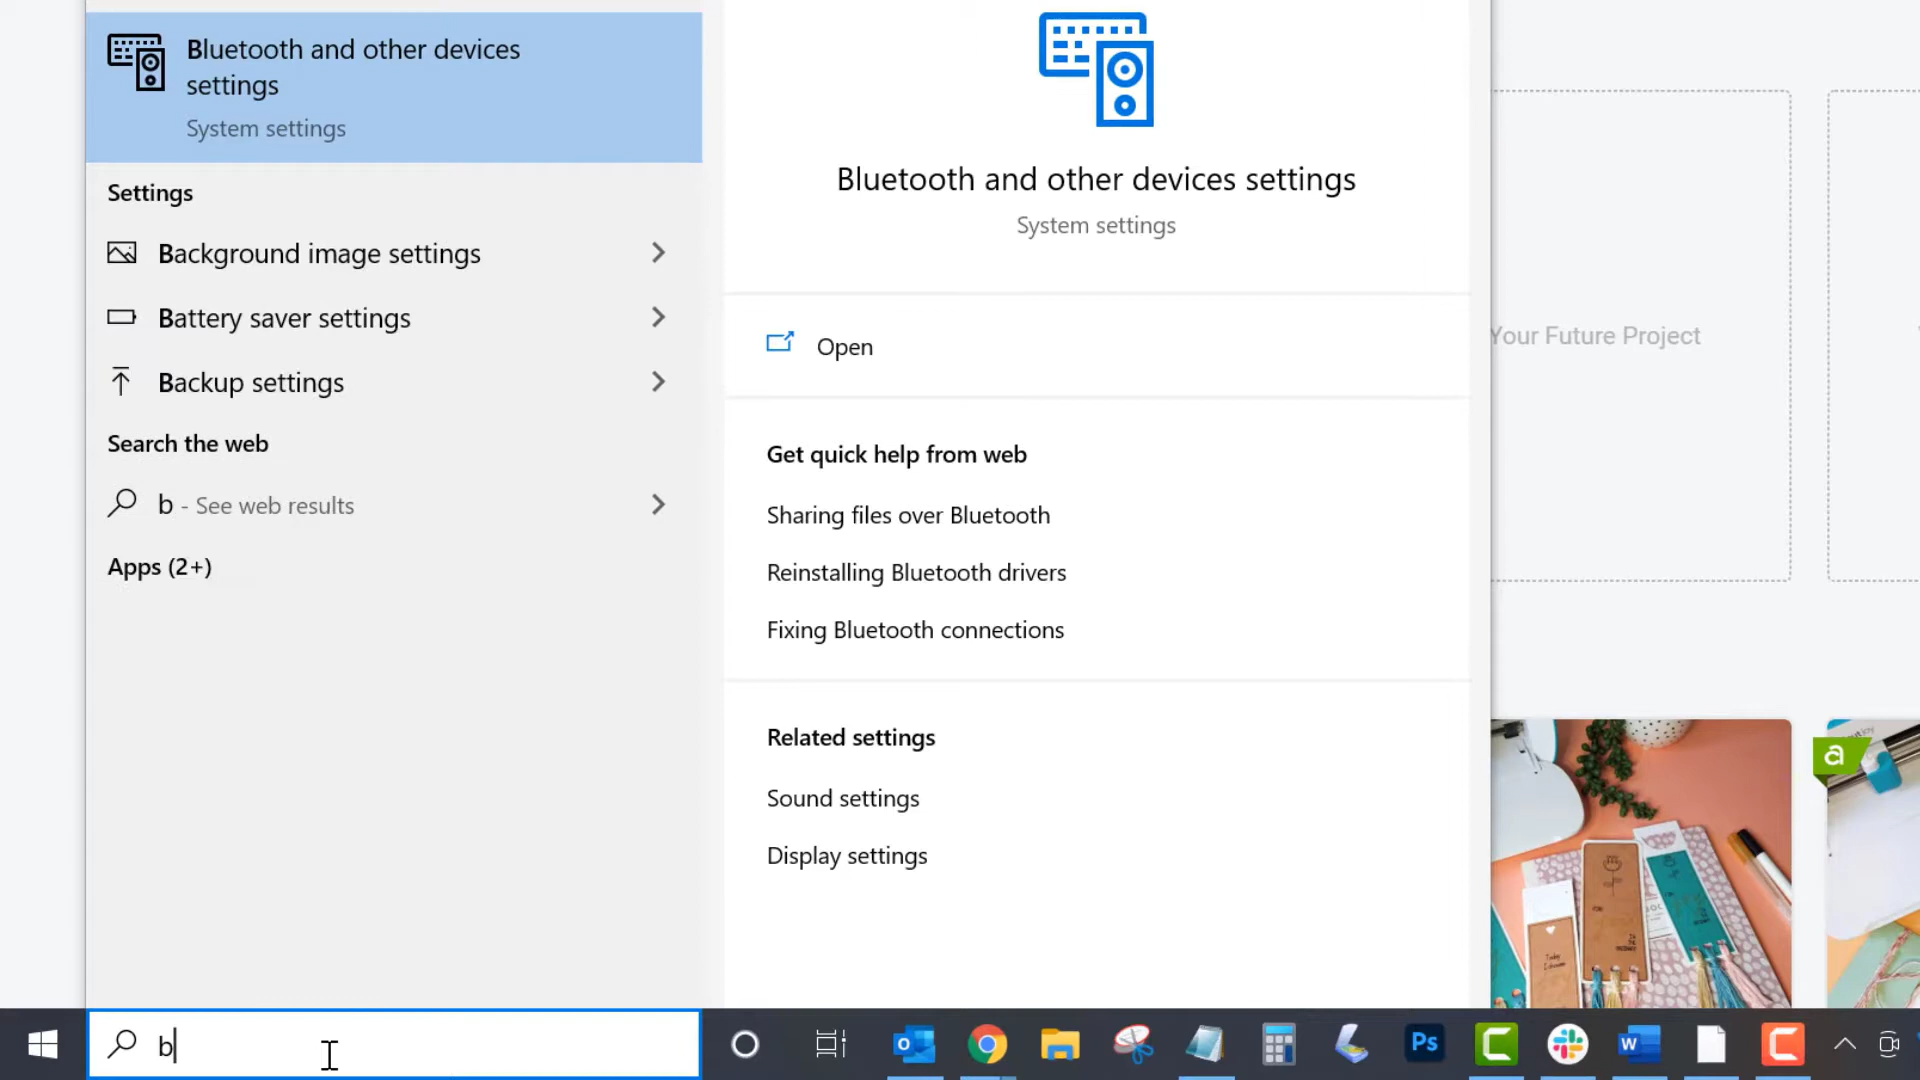 Bluetooth and other devices
settings
System settings
Settings
Background image settings
Battery saver settings
Backup settings
Search the web
b - See web results
Apps (2+)
b
Bluetooth and other devices settings
System settings
Open
Get quick help from web
Sharing files over Bluetooth
Reinstalling Bluetooth drivers
Fixing Bluetooth connections
Related settings
Sound settings
Display settings
Your Future Project
a
Ps
W